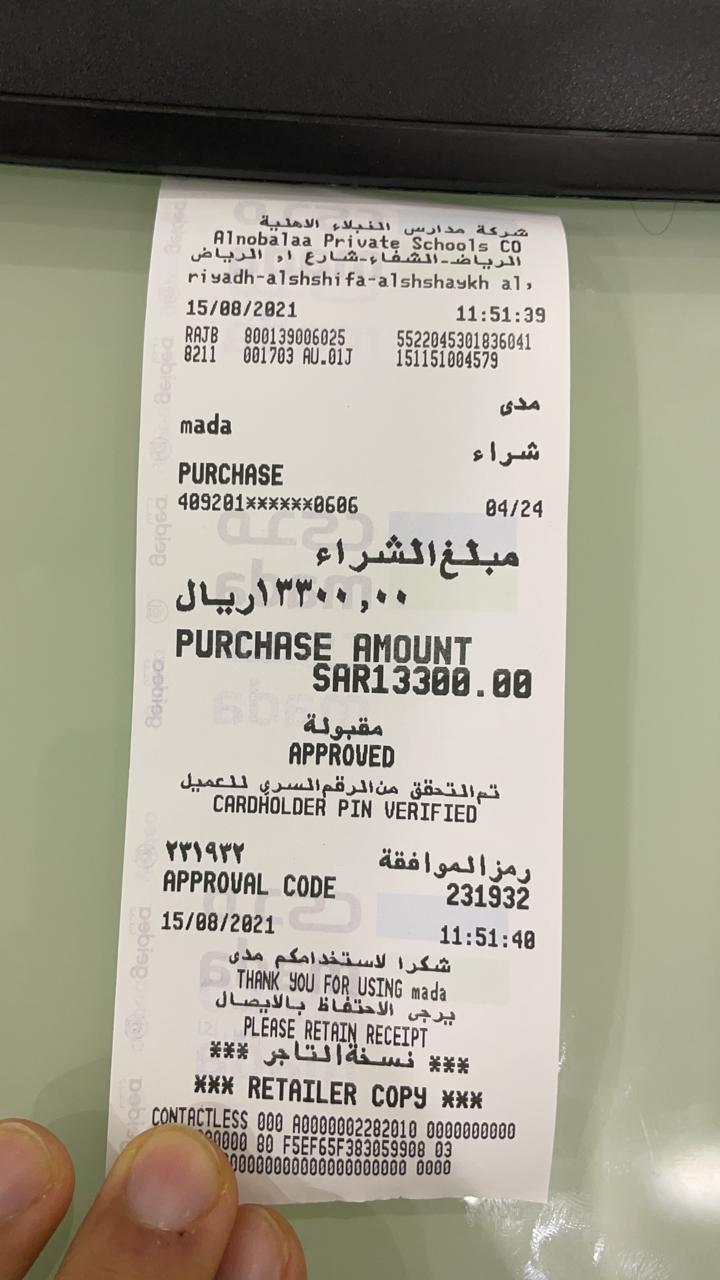 شركة مدارس النبلاء الاهلية
Alnobalaa Private Schools CO
الرياض-الشفاء-شارع ا, الرياض
riyadh-alshshifa-alshshaykh al,
15/08/2021 11:51:39
RAJB 800139006025 5522045301836041
8211 001703 AU.01J 151151004579
مدى
mada
شراء
PURCHASE
409201******0606 04/24
مبلغ الشراء
١٣٣٠٠,٠٠ ريال
PURCHASE AMOUNT
SAR13300.00
مقبولة
APPROVED
تم التحقق من الرقم السري للعميل
CARDHOLDER PIN VERIFIED
رمز الموافقة ٢٣١٩٣٢
APPROVAL CODE 231932
15/08/2021 11:51:40
شكرا لاستخدامكم مدى
THANK YOU FOR USING mada
يرجى الاحتفاظ بالايصال
PLEASE RETAIN RECEIPT
*** نسخة التاجر ***
*** RETAILER COPY ***
CONTACTLESS 000 A0000002282010 0000000000
80 F5EF65F383059908 03
0000